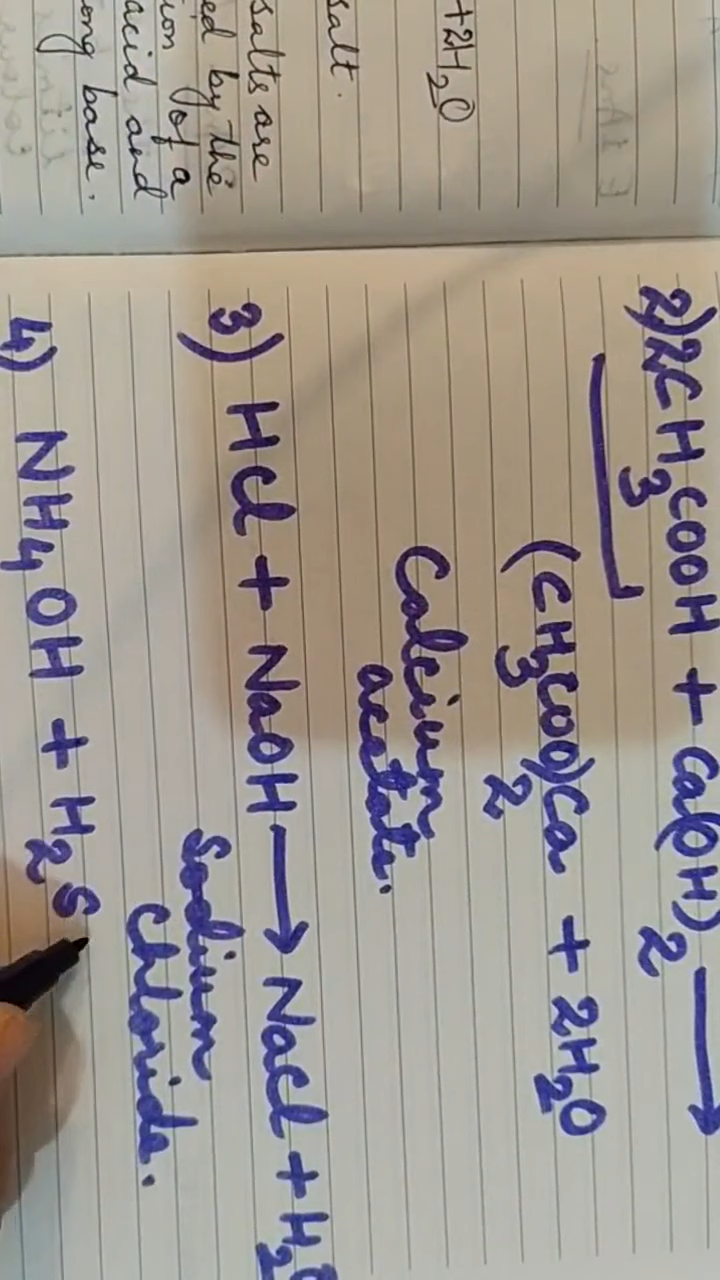 +2H2O
salt.
salts are
ed by the
ion of a
acid and
ong base.
2) 2CH3COOH + Ca(OH)2 →
(CH3COO)2Ca + 2H2O
Calcium
acetate.
3) HCl + NaOH → NaCl + H2O
Sodium
Chloride.
4) NH4OH + H2S